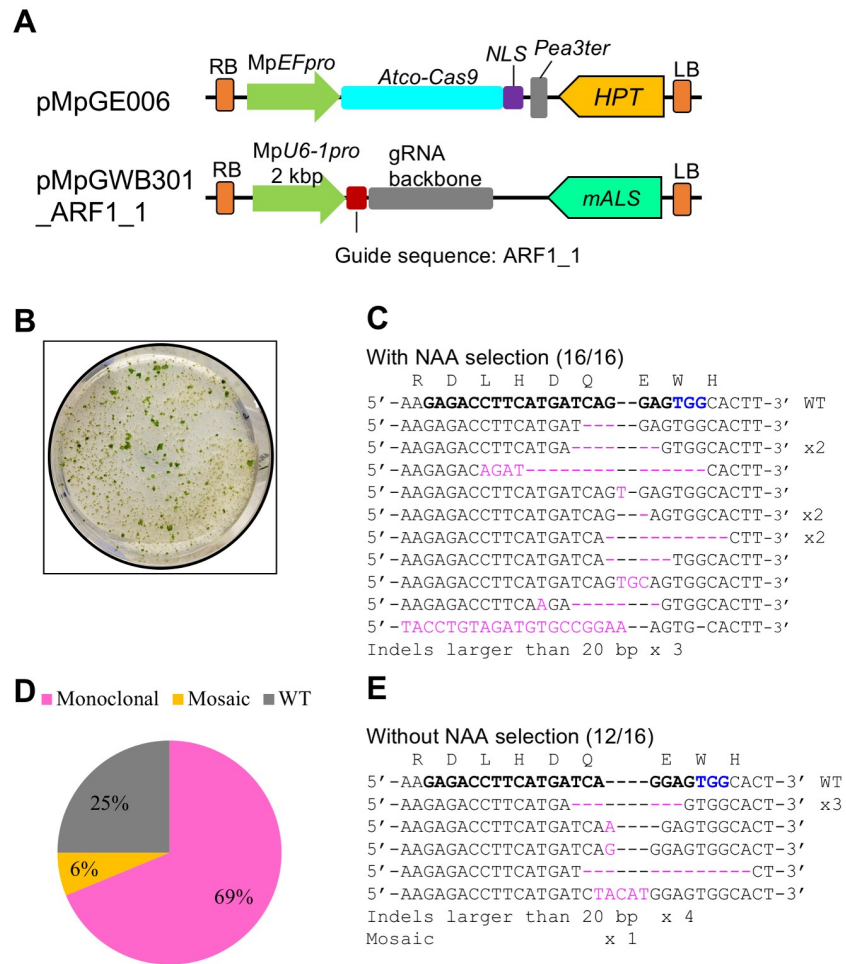 A
RB MpEFpro Atco-Cas9 NLS Pea3ter LB
pMpGE006
HPT
RB MpU6-1pro 2 kbp gRNA backbone LB
pMpGWB301
_ARF1_1
mALS
Guide sequence: ARF1_1
B
C
With NAA selection (16/16)
R D L H D Q E W H
5′-AAGAGACCTTCATGATCAG--GAGTGGCACTT-3′ WT
5′-AAGAGACCTTCATGAT-----GAGTGGCACTT-3′
5′-AAGAGACCTTCATGA--------GTGGCACTT-3′ x2
5′-AAGAGACAGAT-----------------CACTT-3′
5′-AAGAGACCTTCATGATCAGT-GAGTGGCACTT-3′
5′-AAGAGACCTTCATGATCAG---AGTGGCACTT-3′ x2
5′-AAGAGACCTTCATGATCA------------CTT-3′ x2
5′-AAGAGACCTTCATGATCA------TGGCACTT-3′
5′-AAGAGACCTTCATGATCAGTGCAGTGGCACTT-3′
5′-AAGAGACCTTCAAGA--------GTGGCACTT-3′
5′-TACCTGTAGATGTGCCGGAA--AGTG-CACTT-3′
Indels larger than 20 bp x 3
D
Monoclonal Mosaic WT
25%
6%
69%
E
Without NAA selection (12/16)
R D L H D Q E W H
5′-AAGAGACCTTCATGATCA----GGAGTGGCACT-3′ WT
5′-AAGAGACCTTCATGA----------GTGGCACT-3′ x3
5′-AAGAGACCTTCATGATCAA----GAGTGGCACT-3′
5′-AAGAGACCTTCATGATCAG---GGAGTGGCACT-3′
5′-AAGAGACCTTCATGAT----------------CT-3′
5′-AAGAGACCTTCATGATCTACATGGAGTGGCACT-3′
Indels larger than 20 bp x 4
Mosaic x 1